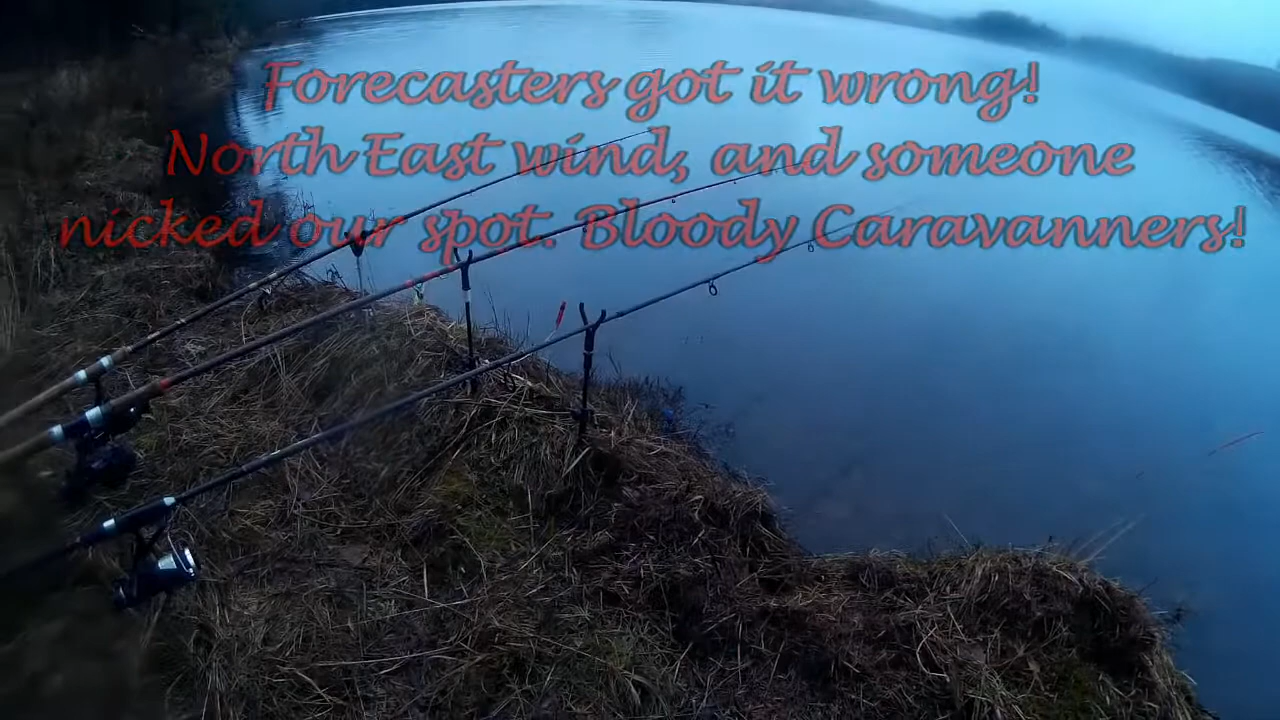 Forecasters got it wrong!
North East wind, and someone
nicked our spot. Bloody Caravanners!